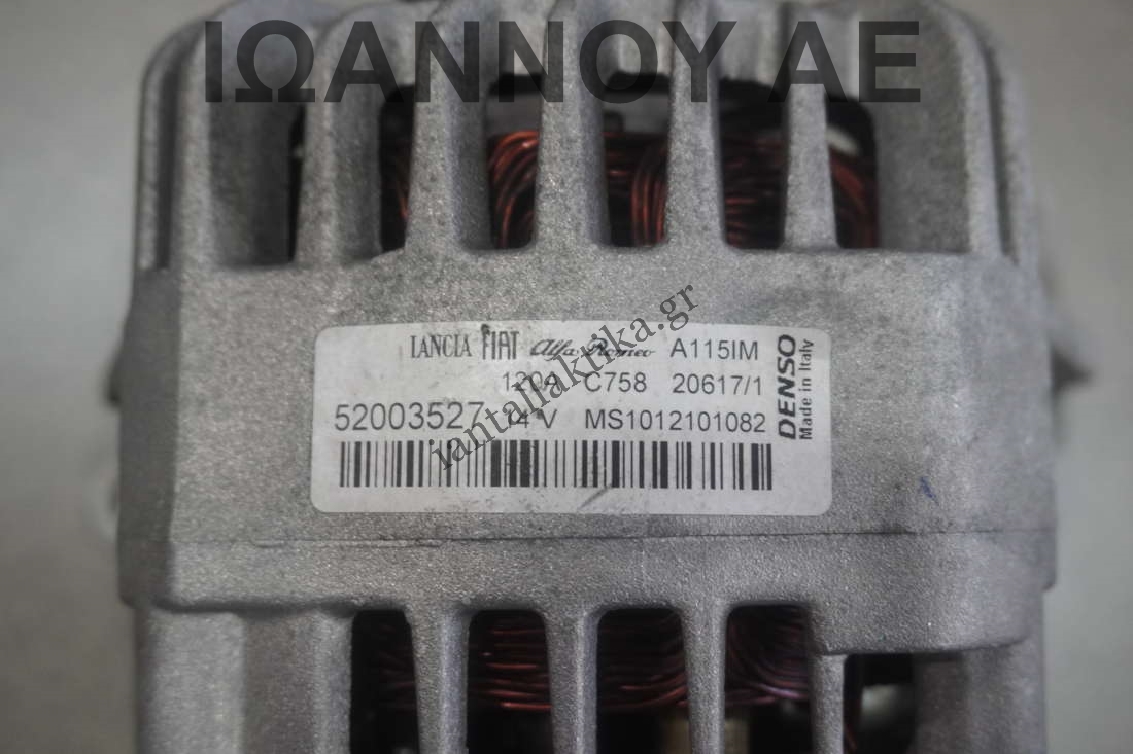 ΙΩΑΝΝΟΥ ΑΕ
LANCIA FIAT Alfa Romeo A115IM
120A C758 20617/1
52003527 14 V MS1012101082
DENSO
Made in Italy
iantallaktika.gr